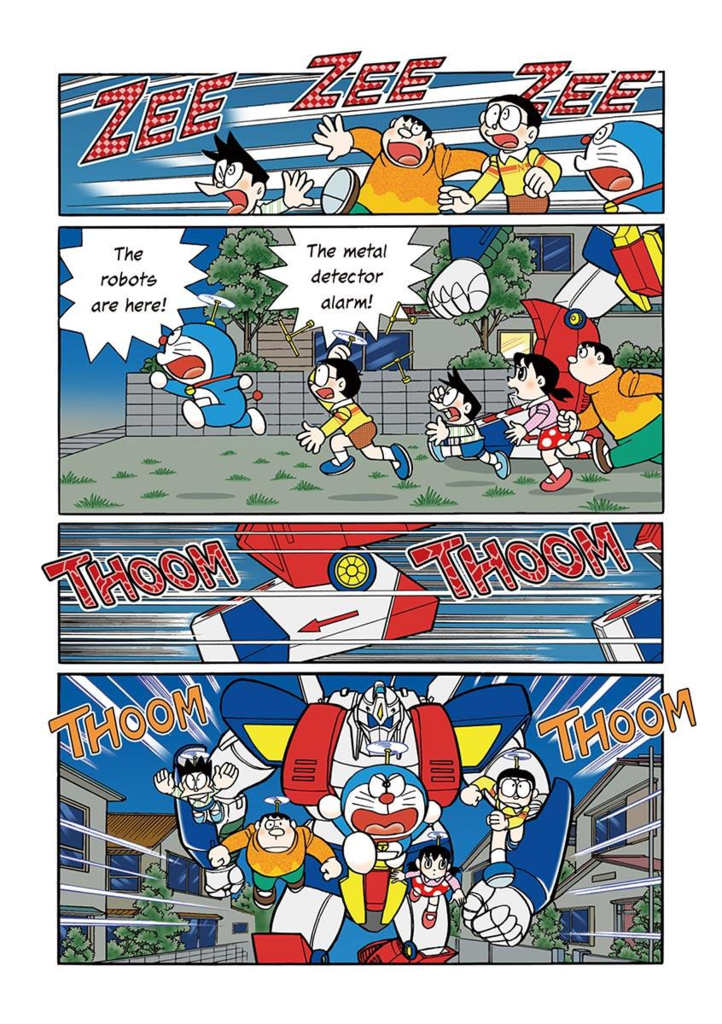 ZEE
ZEE
ZEE
The
robots
are here!
The metal
detector
alarm!
THOOM
THOOM
THOOM
THOOM